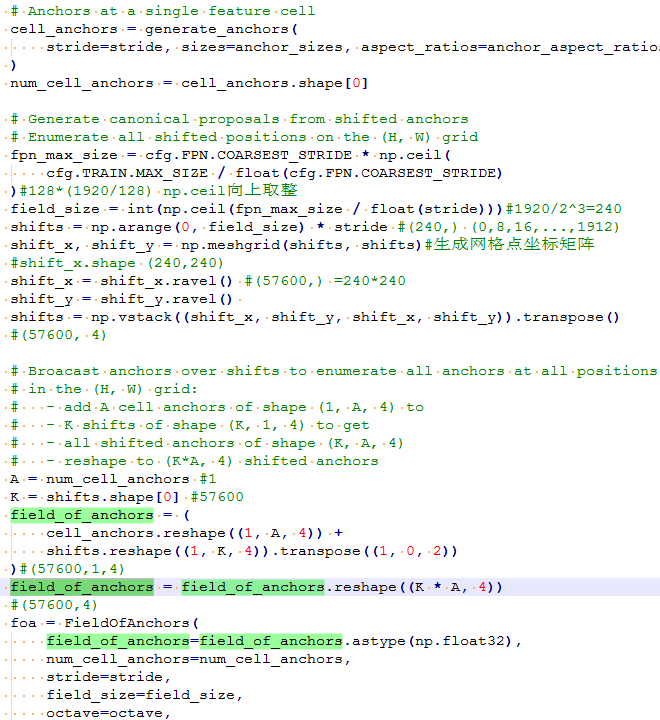 # Anchors at a single feature cell
cell_anchors = generate_anchors(
stride=stride, sizes=anchor_sizes, aspect_ratios=anchor_aspect_ratios
)
num_cell_anchors = cell_anchors.shape[0]
# Generate canonical proposals from shifted anchors
# Enumerate all shifted positions on the (H, W) grid
fpn_max_size = cfg.FPN.COARSEST_STRIDE * np.ceil(
cfg.TRAIN.MAX_SIZE / float(cfg.FPN.COARSEST_STRIDE)
)#128*(1920/128) np.ceil向上取整
field_size = int(np.ceil(fpn_max_size / float(stride)))#1920/2^3=240
shifts = np.arange(0, field_size) * stride #(240,) (0,8,16,...,1912)
shift_x, shift_y = np.meshgrid(shifts, shifts)#生成网格点坐标矩阵
#shift_x.shape (240,240)
shift_x = shift_x.ravel() #(57600,) =240*240
shift_y = shift_y.ravel()
shifts = np.vstack((shift_x, shift_y, shift_x, shift_y)).transpose()
#(57600, 4)
# Broacast anchors over shifts to enumerate all anchors at all positions
# in the (H, W) grid:
#   - add A cell anchors of shape (1, A, 4) to
#   - K shifts of shape (K, 1, 4) to get
#   - all shifted anchors of shape (K, A, 4)
#   - reshape to (K*A, 4) shifted anchors
A = num_cell_anchors #1
K = shifts.shape[0] #57600
field_of_anchors = (
cell_anchors.reshape((1, A, 4)) +
shifts.reshape((1, K, 4)).transpose((1, 0, 2))
)#(57600,1,4)
field_of_anchors = field_of_anchors.reshape((K * A, 4))
#(57600,4)
foa = FieldOfAnchors(
field_of_anchors=field_of_anchors.astype(np.float32),
num_cell_anchors=num_cell_anchors,
stride=stride,
field_size=field_size,
octave=octave,